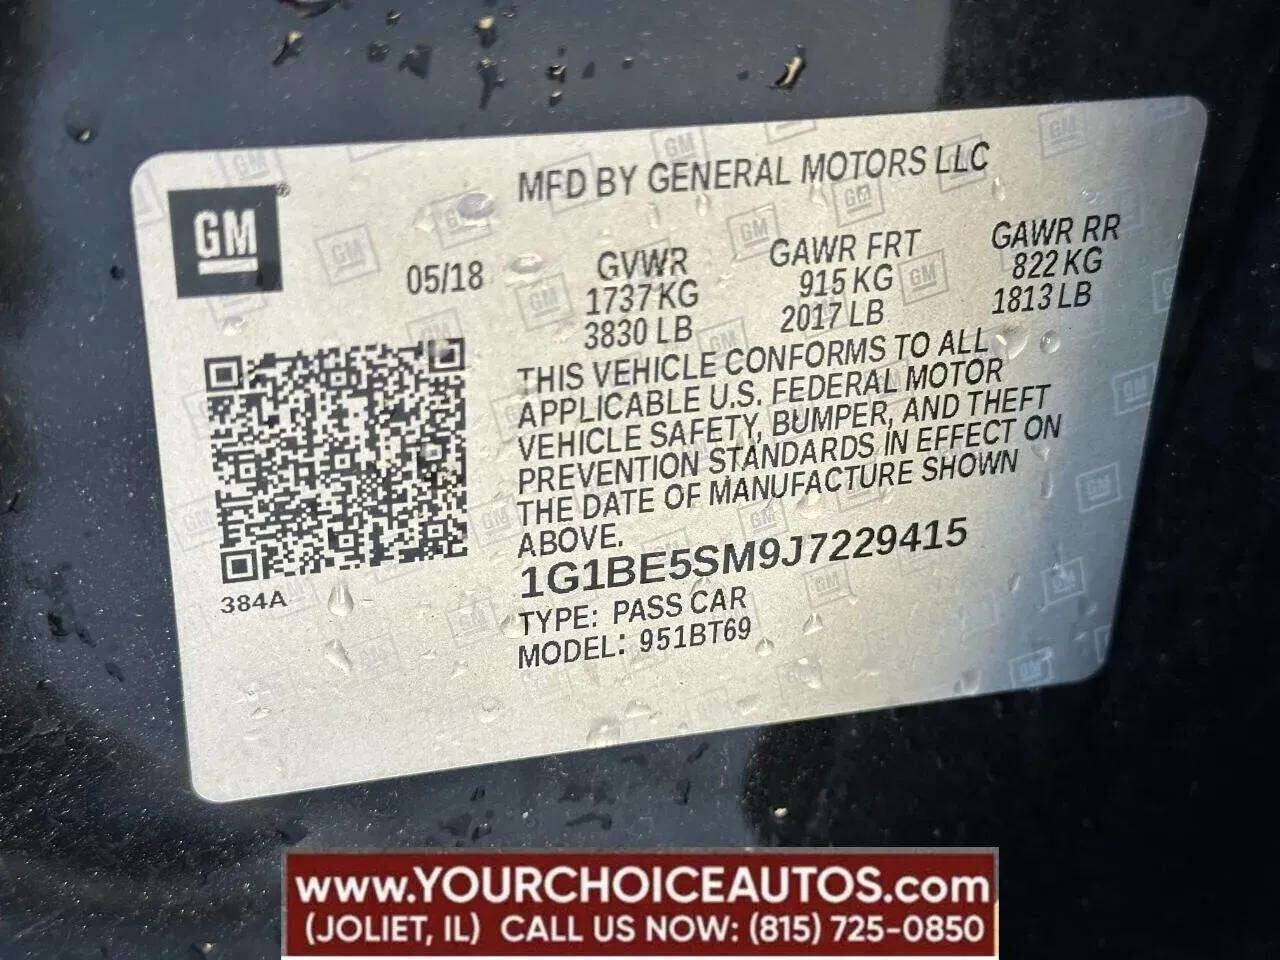 GM®
MFD BY GENERAL MOTORS LLC
05/18
GVWR GAWR FRT GAWR RR
1737 KG 915 KG 822 KG
3830 LB 2017 LB 1813 LB
THIS VEHICLE CONFORMS TO ALL
APPLICABLE U.S. FEDERAL MOTOR
VEHICLE SAFETY, BUMPER, AND THEFT
PREVENTION STANDARDS IN EFFECT ON
THE DATE OF MANUFACTURE SHOWN
ABOVE.
1G1BE5SM9J7229415
384A
TYPE: PASS CAR
MODEL: 951BT69
www.YOURCHOICEAUTOS.com
(JOLIET, IL) CALL US NOW: (815) 725-0850